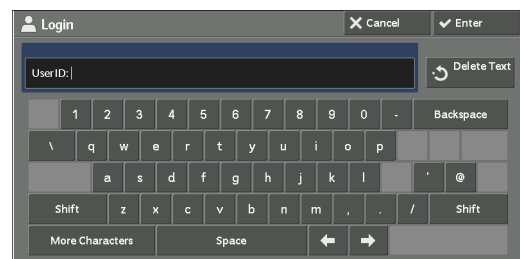 Login
Cancel
Enter
UserID:
Delete Text
1 2 3 4 5 6 7 8 9 0 - Backspace
\ q w e r t y u i o p
a s d f g h j k l ' @
Shift z x c v b n m , . / Shift
More Characters Space